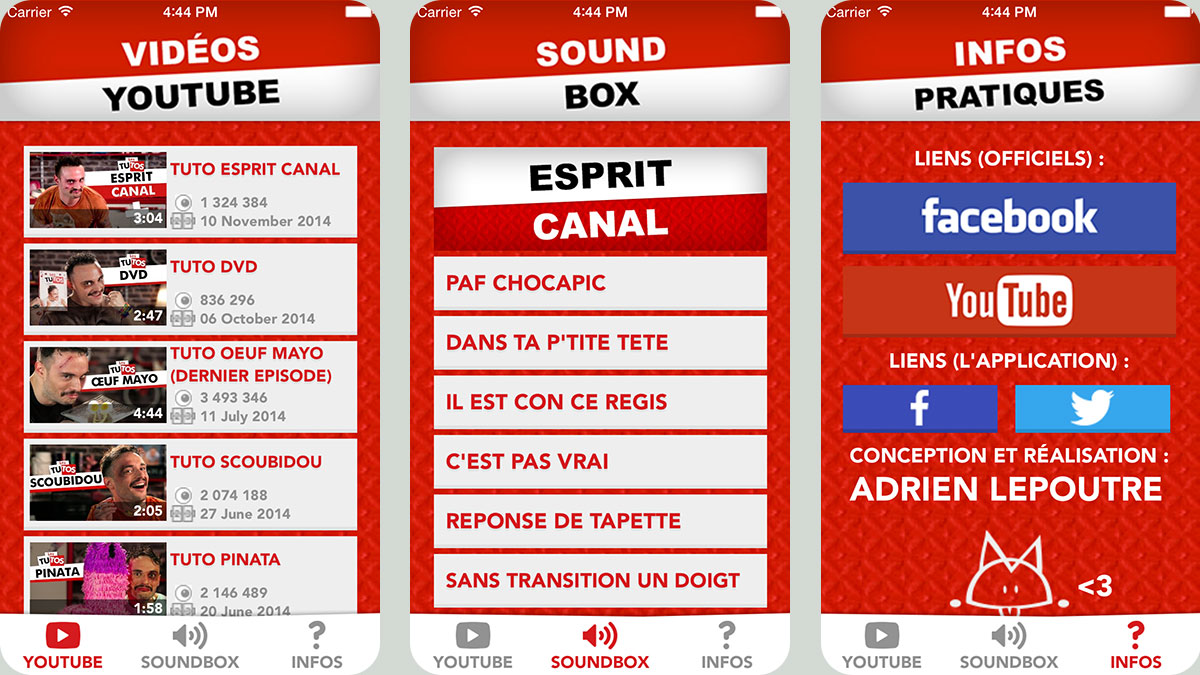 Carrier 4:44 PM
VIDÉOS
YOUTUBE
LES TUTOS
ESPRIT
CANAL
3:04
TUTO ESPRIT CANAL
1 324 384
10 November 2014
LES TUTOS
DVD
2:47
TUTO DVD
836 296
06 October 2014
LES TUTOS
ŒUF MAYO
4:44
TUTO OEUF MAYO
(DERNIER EPISODE)
3 493 346
11 July 2014
LES TUTOS
SCOUBIDOU
2:05
TUTO SCOUBIDOU
2 074 188
27 June 2014
LES TUTOS
PINATA
1:58
TUTO PINATA
2 146 489
20 June 2014
YOUTUBE SOUNDBOX INFOS
Carrier 4:44 PM
SOUND
BOX
ESPRIT
CANAL
PAF CHOCAPIC
DANS TA P'TITE TETE
IL EST CON CE REGIS
C'EST PAS VRAI
REPONSE DE TAPETTE
SANS TRANSITION UN DOIGT
YOUTUBE SOUNDBOX INFOS
Carrier 4:44 PM
INFOS
PRATIQUES
LIENS (OFFICIELS) :
facebook
YouTube
LIENS (L'APPLICATION) :
f
CONCEPTION ET RÉALISATION :
ADRIEN LEPOUTRE
<3
YOUTUBE SOUNDBOX INFOS